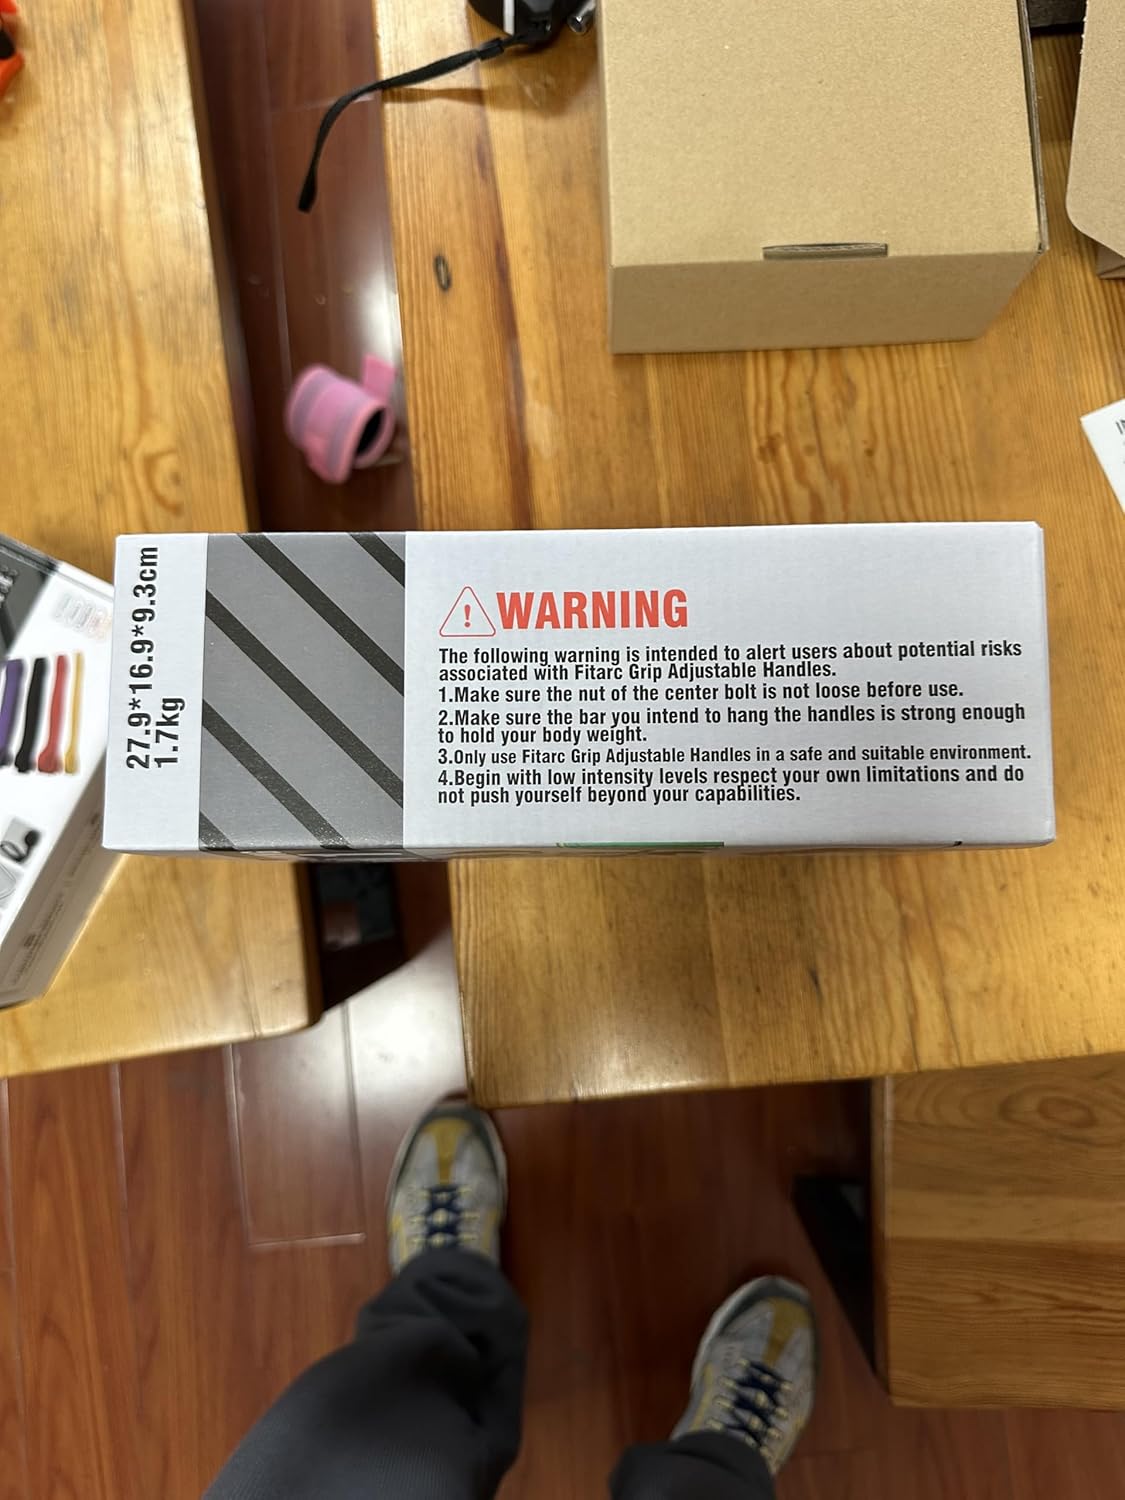 27.9*16.9*9.3cm
1.7kg
WARNING
The following warning is intended to alert users about potential risks
associated with Fitarc Grip Adjustable Handles.
1.Make sure the nut of the center bolt is not loose before use.
2.Make sure the bar you intend to hang the handles is strong enough
to hold your body weight.
3.Only use Fitarc Grip Adjustable Handles in a safe and suitable environment.
4.Begin with low intensity levels respect your own limitations and do
not push yourself beyond your capabilities.